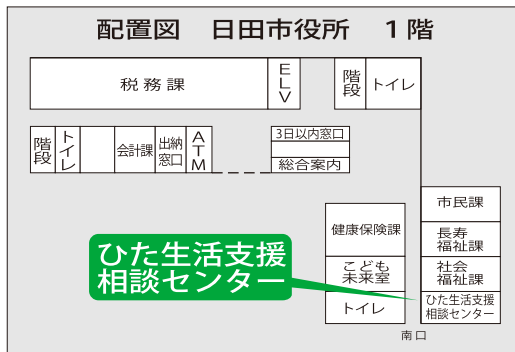 配置図 日田市役所 1階
税務課
ELV
階段
トイレ
階段
トイレ
会計課
出納
窓口
ATM
3日以内窓口
総合案内
市民課
健康保険課
長寿
福祉課
ひた生活支援
相談センター
こども
未来室
社会
福祉課
トイレ
ひた生活支援
相談センター
南口